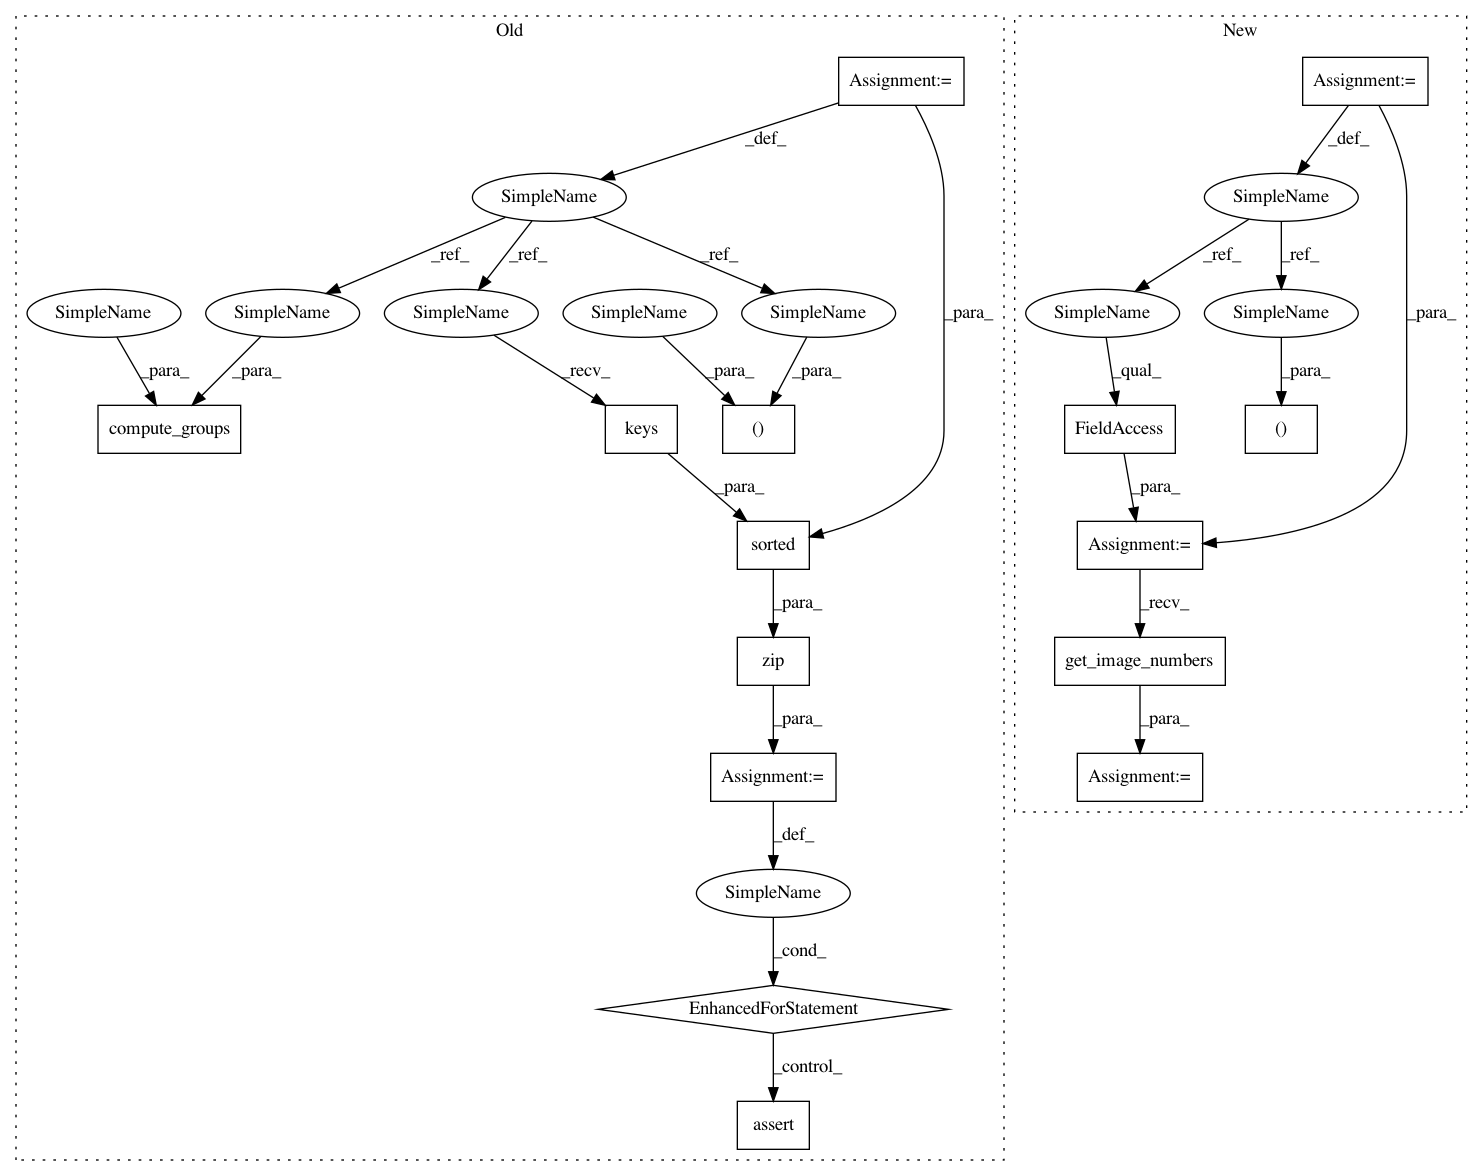 Old
New
Assignment:=
Assignment:=
_def_
_def_
SimpleName
SimpleName
_ref_
_ref_
_ref_
_ref_
_ref_
SimpleName
SimpleName
SimpleName
SimpleName
SimpleName
_para_
SimpleName
SimpleName
_para_
_para_
_para_
_recv_
_para_
_para_
_qual_
_para_
compute_groups
keys
()
FieldAccess
()
_para_
_para_
sorted
Assignment:=
_para_
_recv_
zip
get_image_numbers
_para_
_para_
Assignment:=
Assignment:=
_def_
SimpleName
_cond_
EnhancedForStatement
_control_
assert